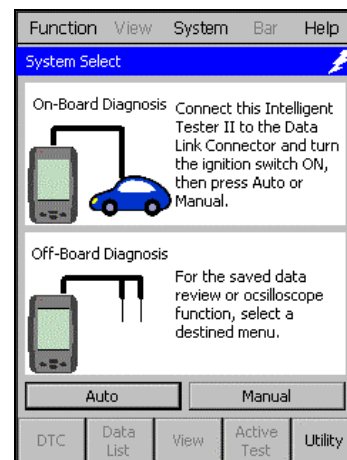 Function View System Bar Help
System Select
On-Board Diagnosis
Connect this Intelligent
Tester II to the Data
Link Connector and turn
the ignition switch ON,
then press Auto or
Manual.
Off-Board Diagnosis
For the saved data
review or ocsilloscope
function, select a
destined menu.
Auto Manual
DTC Data List View Active Test Utility